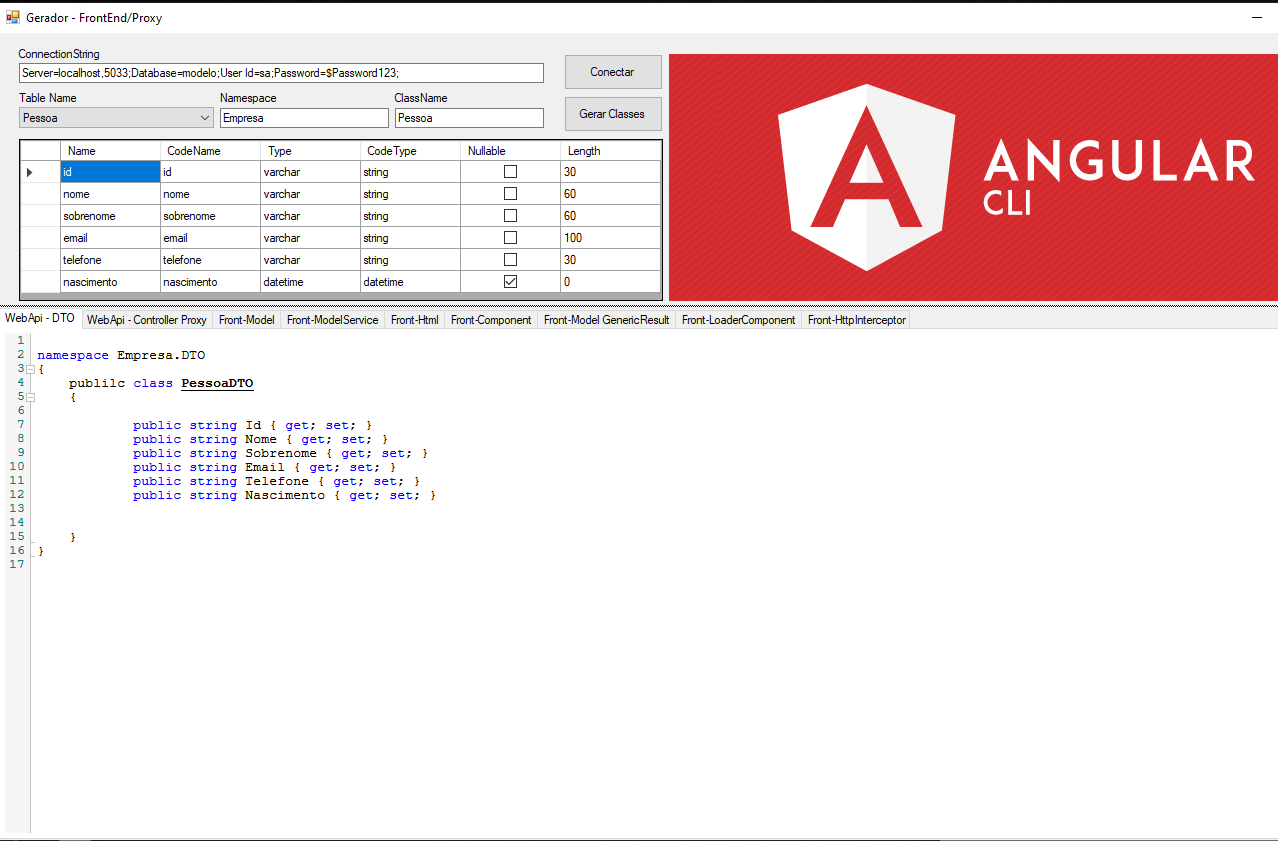 Gerador - FrontEnd/Proxy
ConnectionString
Server=localhost,5033;Database=modelo;User Id=sa;Password=$Password123;
Conectar
Table Name Namespace ClassName
Pessoa Empresa Pessoa
Gerar Classes
ANGULAR
CLI
Name CodeName Type CodeType Nullable Length
id id varchar string 30
nome nome varchar string 60
sobrenome sobrenome varchar string 60
email email varchar string 100
telefone telefone varchar string 30
nascimento nascimento datetime datetime 0
WebApi - DTO WebApi - Controller Proxy Front-Model Front-ModelService Front-Html Front-Component Front-Model GenericResult Front-LoaderComponent Front-HttpInterceptor
1
2 namespace Empresa.DTO
3 {
4 publilc class PessoaDTO
5 {
6
7 public string Id { get; set; }
8 public string Nome { get; set; }
9 public string Sobrenome { get; set; }
10 public string Email { get; set; }
11 public string Telefone { get; set; }
12 public string Nascimento { get; set; }
13
14
15 }
16 }
17